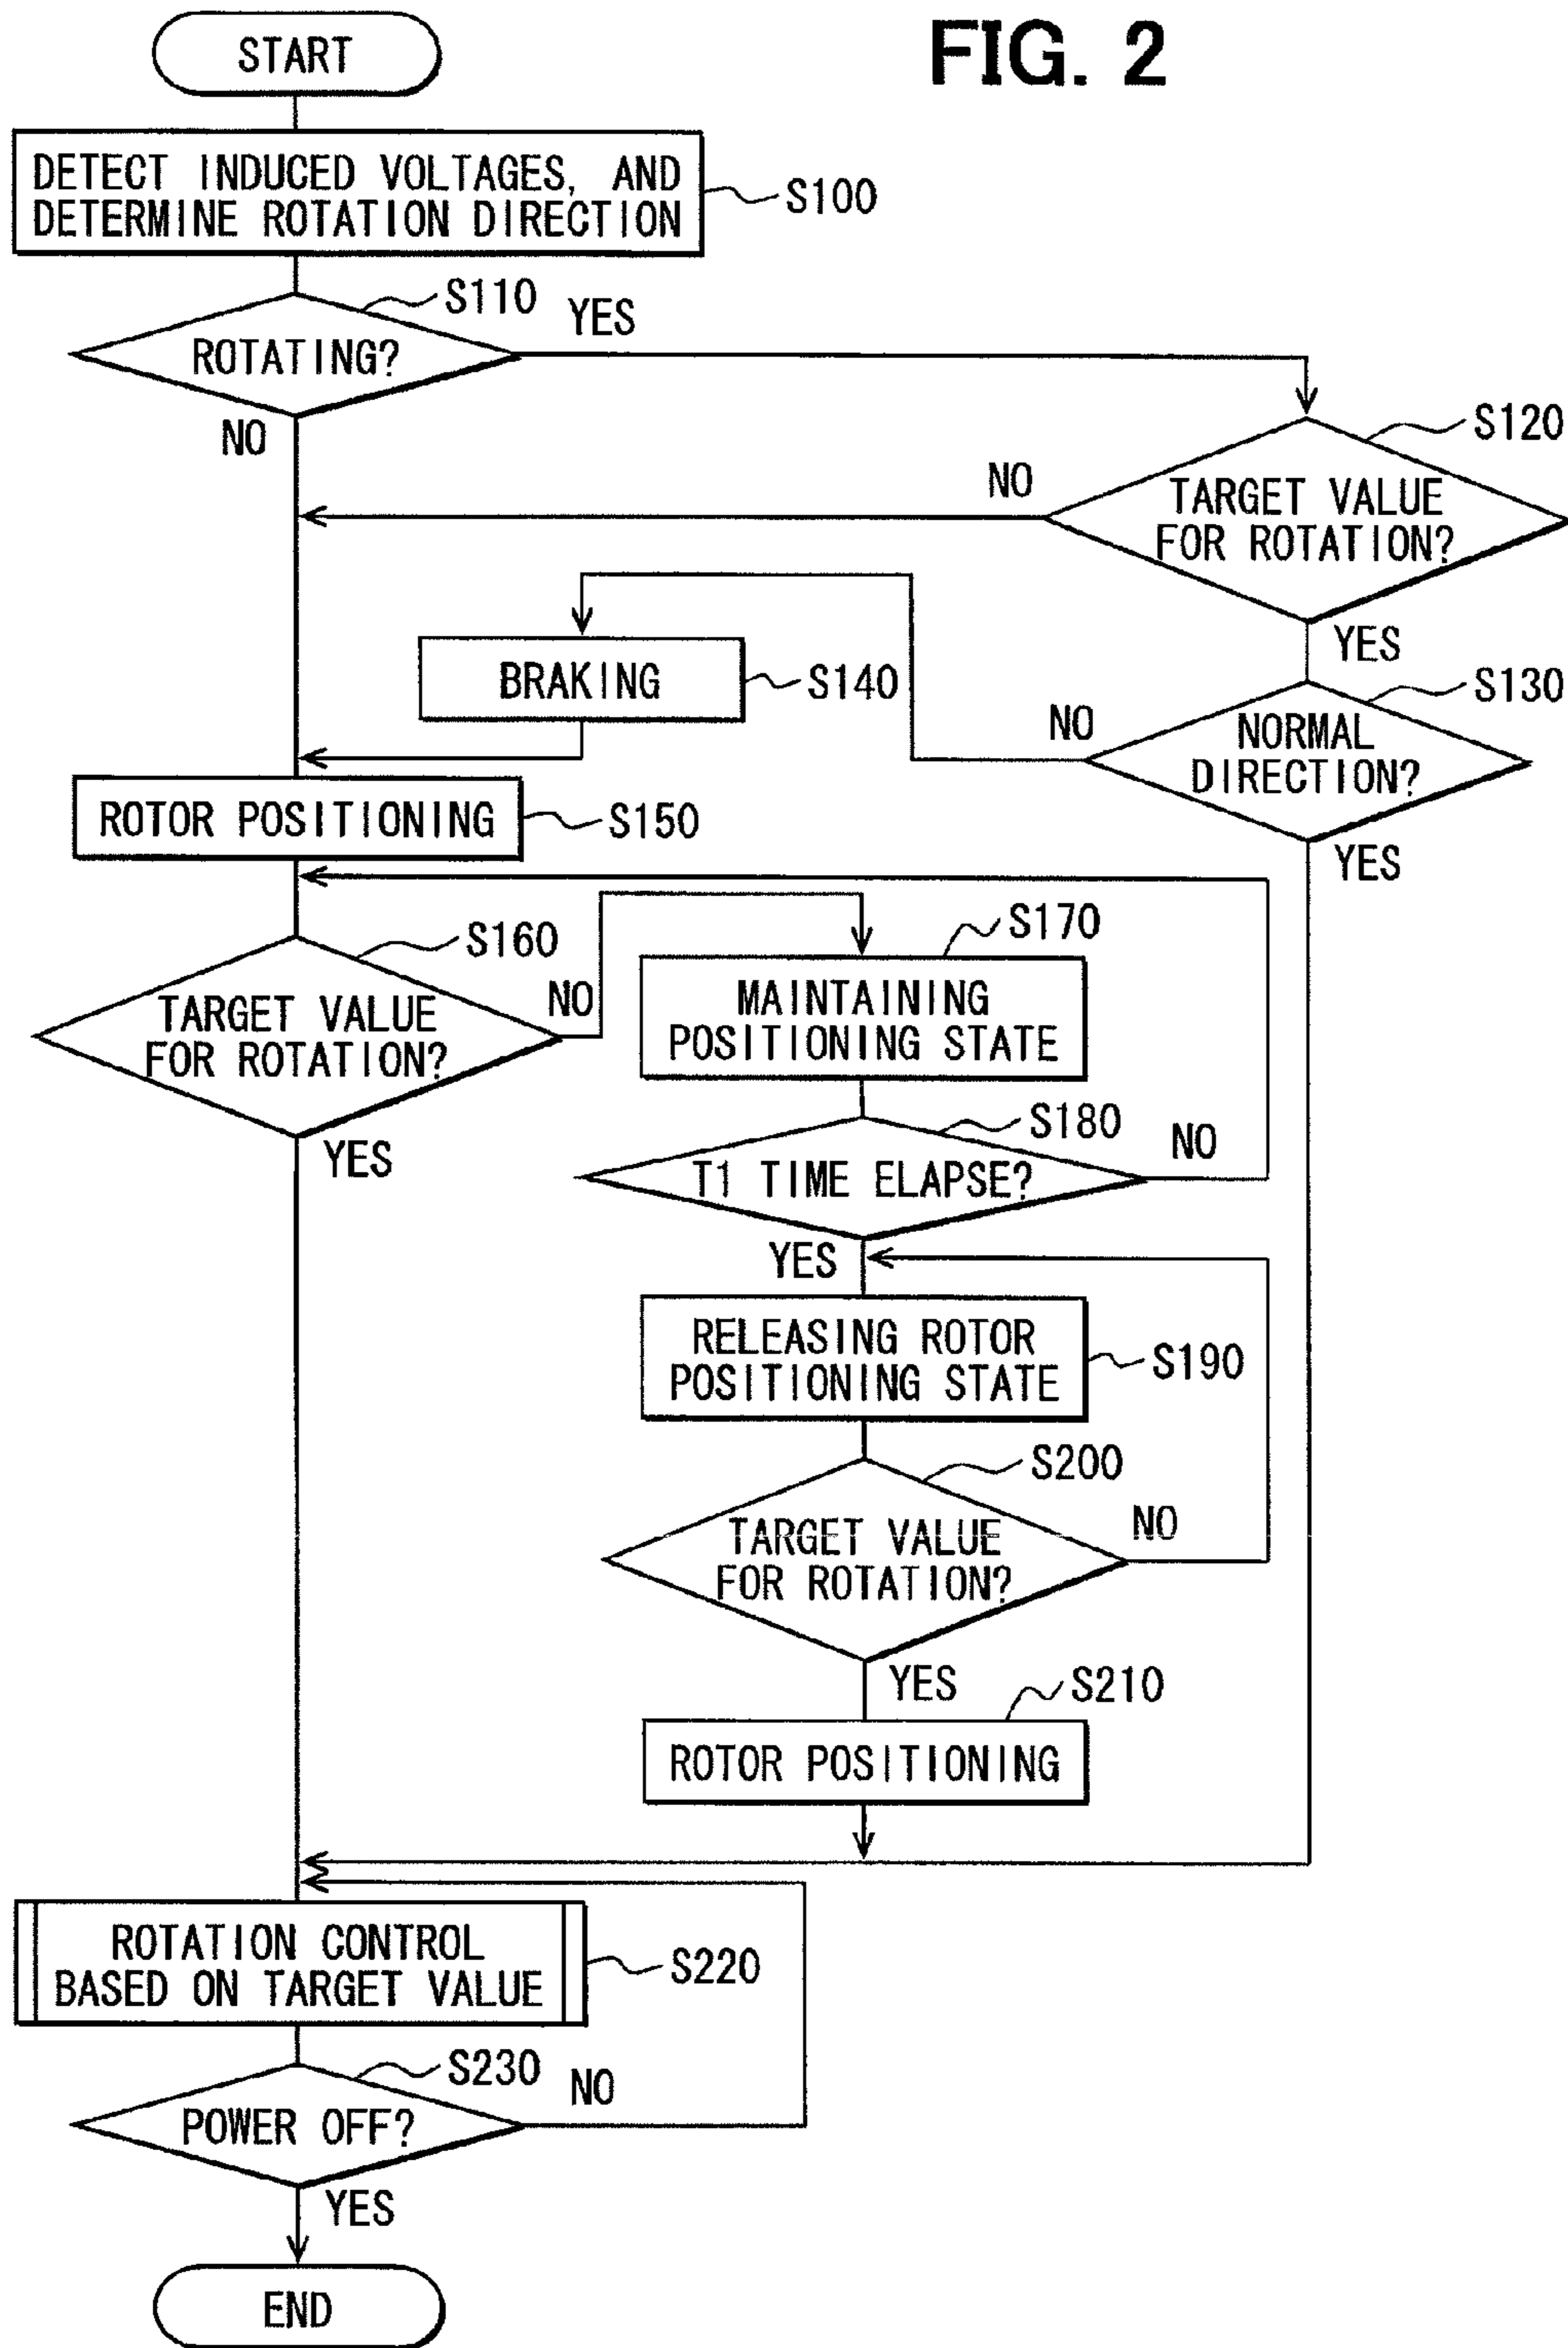 FIG. 2
START
DETECT INDUCED VOLTAGES, AND
DETERMINE ROTATION DIRECTION
S100
S110
ROTATING?
YES
NO
S120
TARGET VALUE
FOR ROTATION?
NO
YES
S130
NORMAL
DIRECTION?
NO
YES
BRAKING
S140
ROTOR POSITIONING
S150
S160
TARGET VALUE
FOR ROTATION?
NO
YES
S170
MAINTAINING
POSITIONING STATE
S180
T1 TIME ELAPSE?
NO
YES
RELEASING ROTOR
POSITIONING STATE
S190
S200
TARGET VALUE
FOR ROTATION?
NO
YES
S210
ROTOR POSITIONING
ROTATION CONTROL
BASED ON TARGET VALUE
S220
S230
POWER OFF?
NO
YES
END